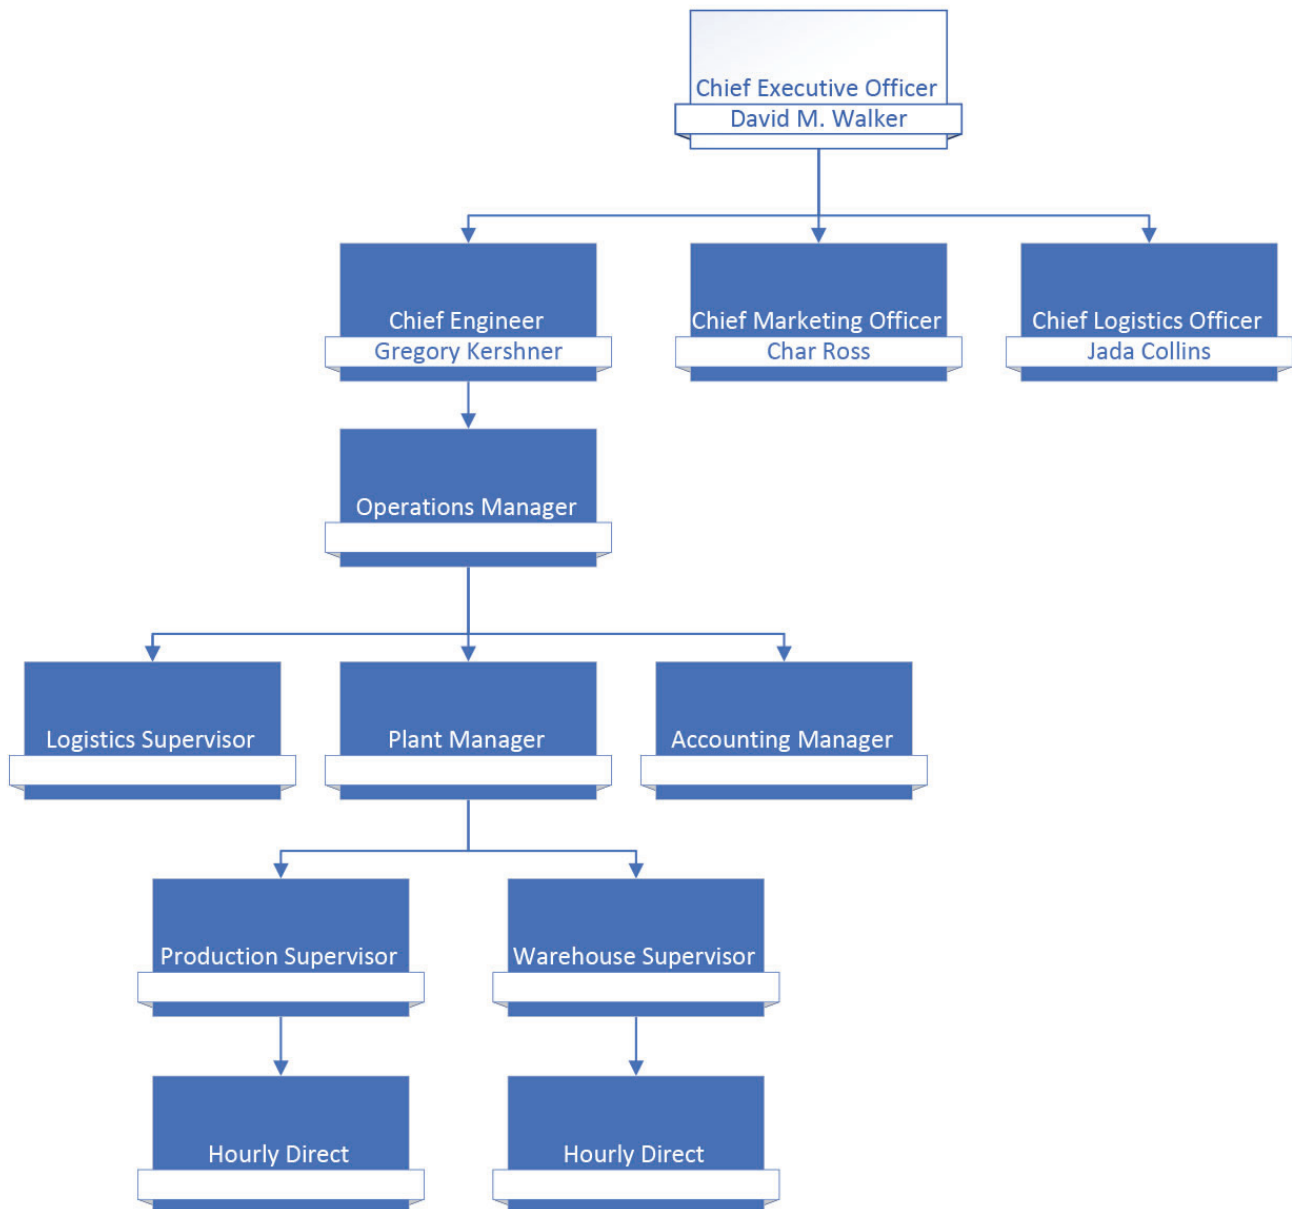 Chief Executive Officer
David M. Walker
Chief Engineer
Gregory Kershner
Chief Marketing Officer
Char Ross
Chief Logistics Officer
Jada Collins
Operations Manager
Logistics Supervisor
Plant Manager
Accounting Manager
Production Supervisor
Warehouse Supervisor
Hourly Direct
Hourly Direct